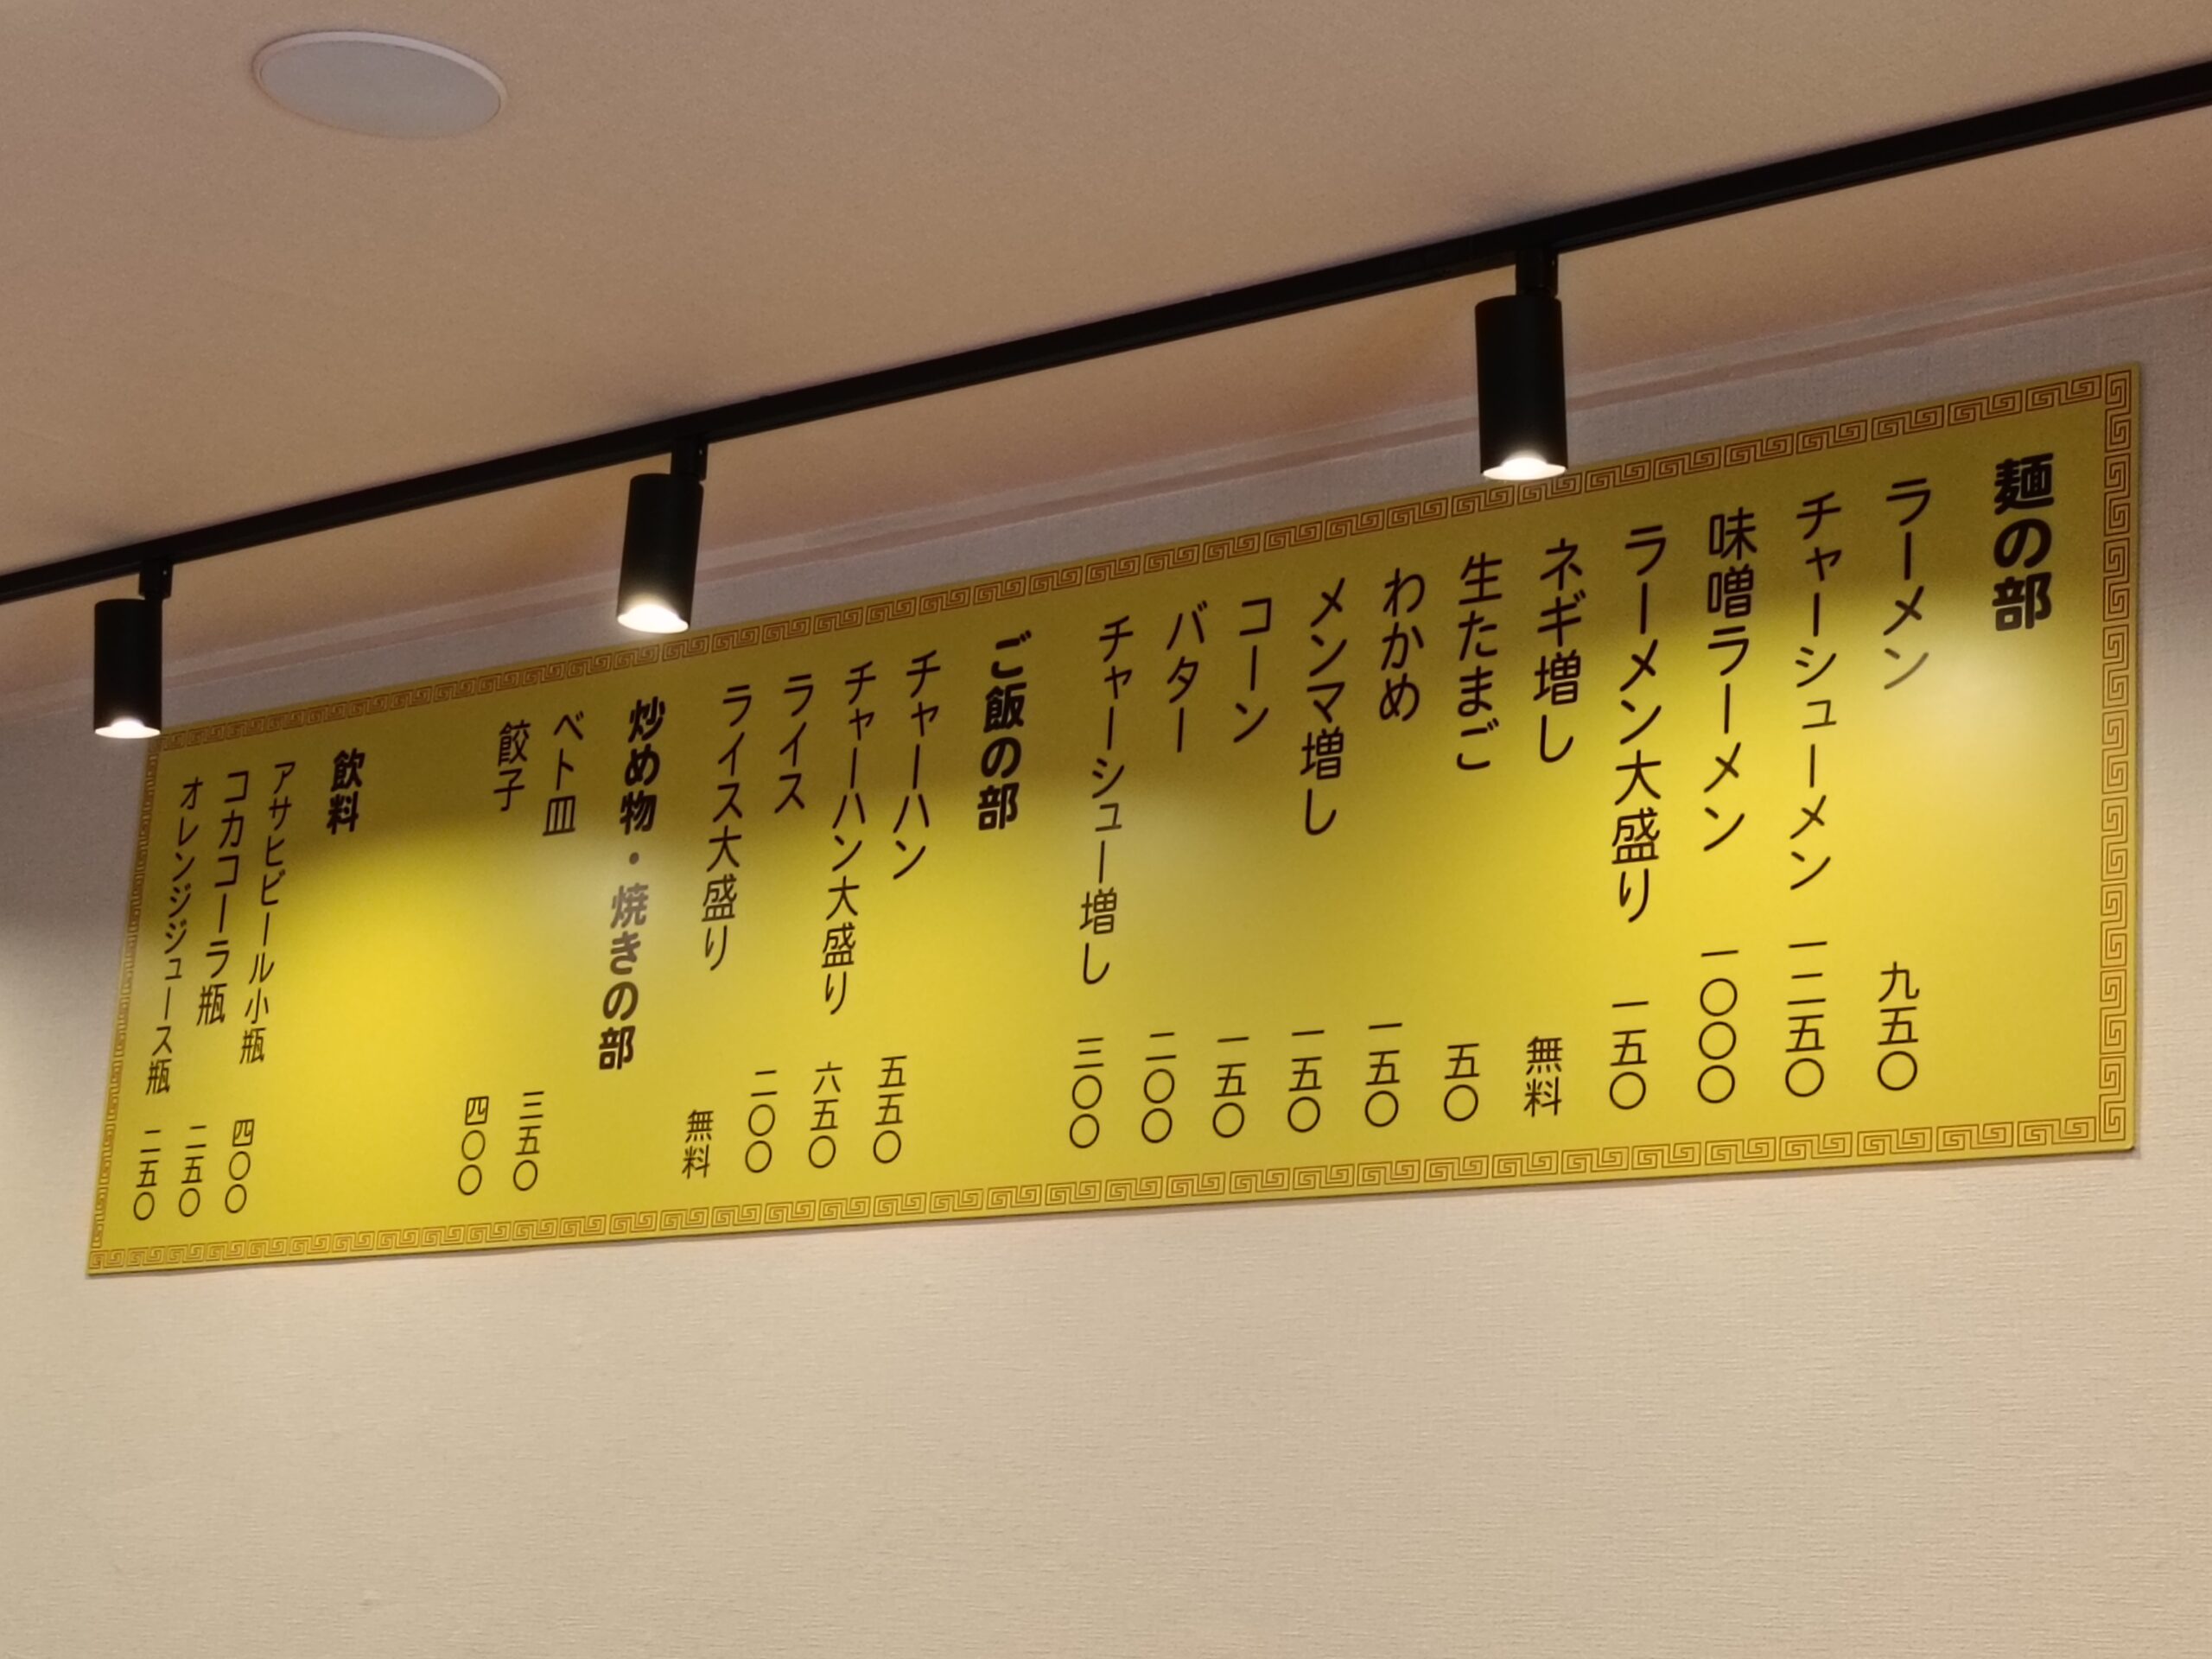 麺の部
ラーメン 九五〇
チャーシューメン 一二五〇
味噌ラーメン 一〇〇〇
ラーメン大盛り 一五〇
ネギ増し 無料
生たまご 五〇
わかめ 一五〇
メンマ増し 一五〇
コーン 一五〇
バター 二〇〇
チャーシュー増し 三〇〇
ご飯の部
チャーハン 五五〇
チャーハン大盛り 六五〇
ライス 二〇〇
ライス大盛り 無料
炒め物・焼きの部
ベト皿 三五〇
餃子 四〇〇
飲料
アサヒビール小瓶 四〇〇
コカコーラ瓶 二五〇
オレンジジュース瓶 二五〇